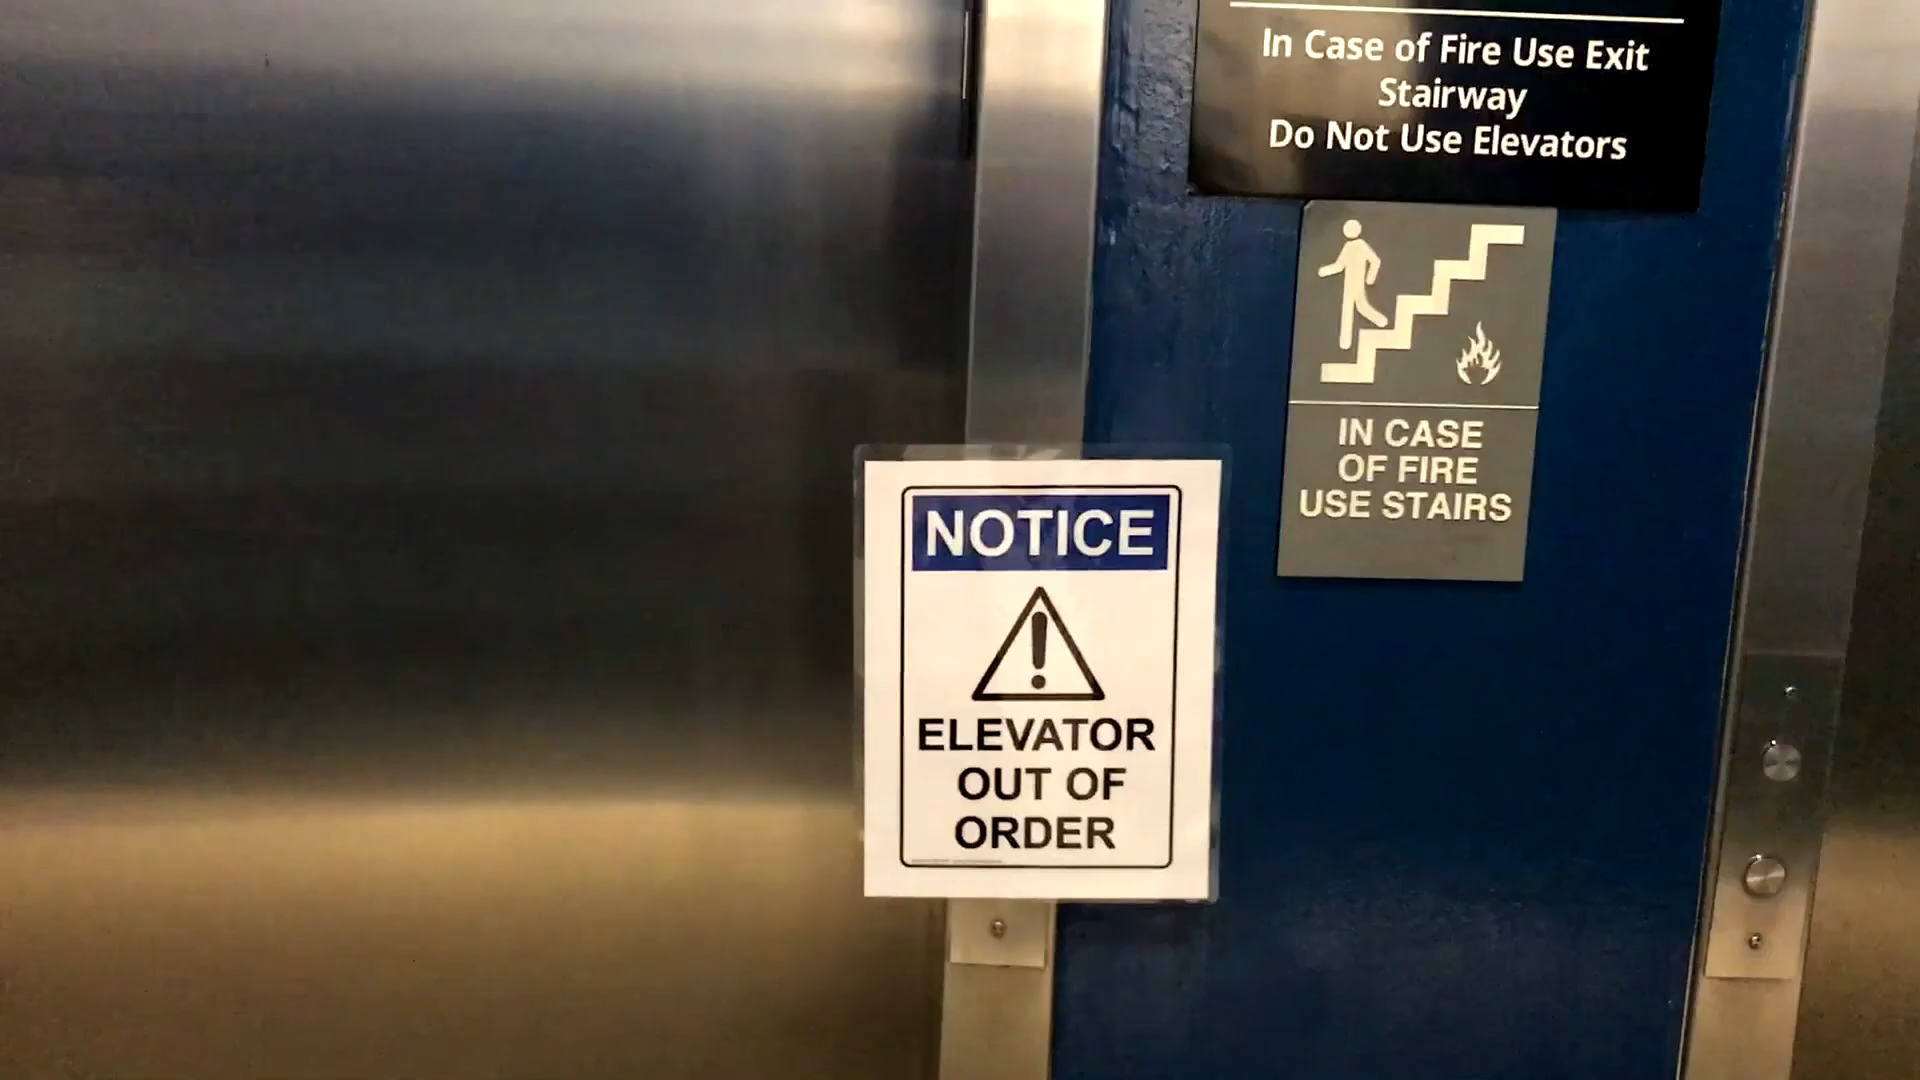 In Case of Fire Use Exit
Stairway
Do Not Use Elevators
IN CASE
OF FIRE
USE STAIRS
NOTICE
ELEVATOR
OUT OF
ORDER